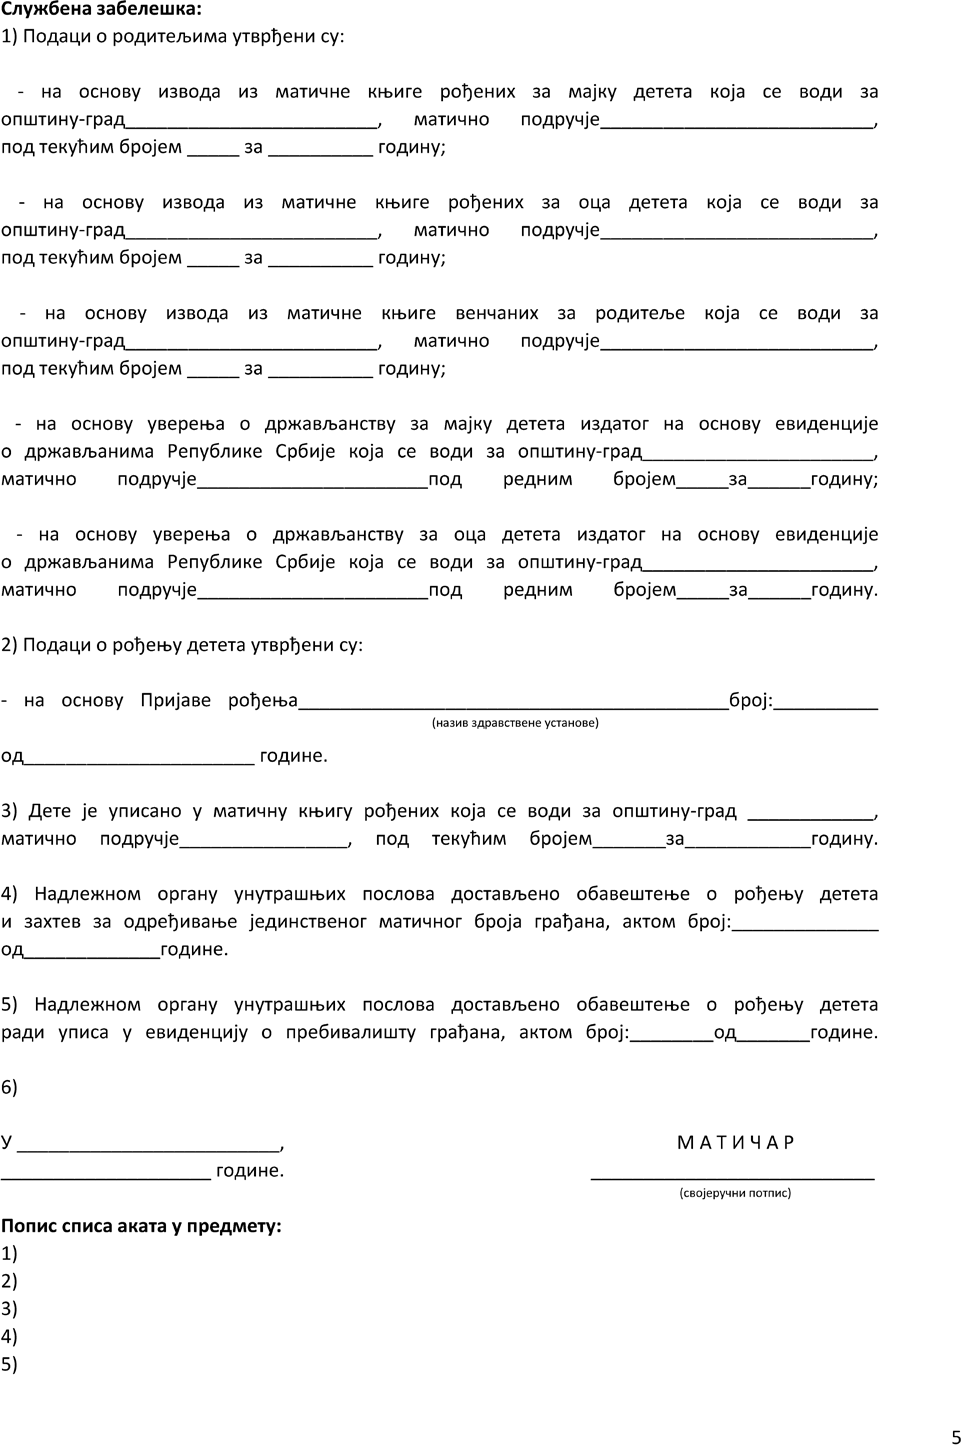 Службена забелешка:
1) Подаци о родитељима утврђени су:
- на основу извода из матичне књиге рођених за мајку детета која се води за
општину-град________________________, матично подручје__________________________,
под текућим бројем _____ за __________ годину;
- на основу извода из матичне књиге рођених за оца детета која се води за
општину-град________________________, матично подручје__________________________,
под текућим бројем _____ за __________ годину;
- на основу извода из матичне књиге венчаних за родитеље која се води за
општину-град________________________, матично подручје__________________________,
под текућим бројем _____ за __________ годину;
- на основу уверења о држављанству за мајку детета издатог на основу евиденције
о држављанима Републике Србије која се води за општину-град______________________,
матично подручје______________________под редним бројем_____за______годину;
- на основу уверења о држављанству за оца детета издатог на основу евиденције
о држављанима Републике Србије која се води за општину-град______________________,
матично подручје______________________под редним бројем_____за______годину.
2) Подаци о рођењу детета утврђени су:
- на основу Пријаве рођења_________________________________________број:__________
(назив здравствене установе)
од______________________ године.
3) Дете је уписано у матичну књигу рођених која се води за општину-град ____________,
матично подручје________________, под текућим бројем_______за____________годину.
4) Надлежном органу унутрашњих послова достављено обавештење о рођењу детета
и захтев за одређивање јединственог матичног броја грађана, актом број:______________
од_____________године.
5) Надлежном органу унутрашњих послова достављено обавештење о рођењу детета
ради уписа у евиденцију о пребивалишту грађана, актом број:________од_______године.
6)
У _________________________, М А Т И Ч А Р
____________________ године. ___________________________
(својеручни потпис)
Попис списа аката у предмету:
1)
2)
3)
4)
5)
5